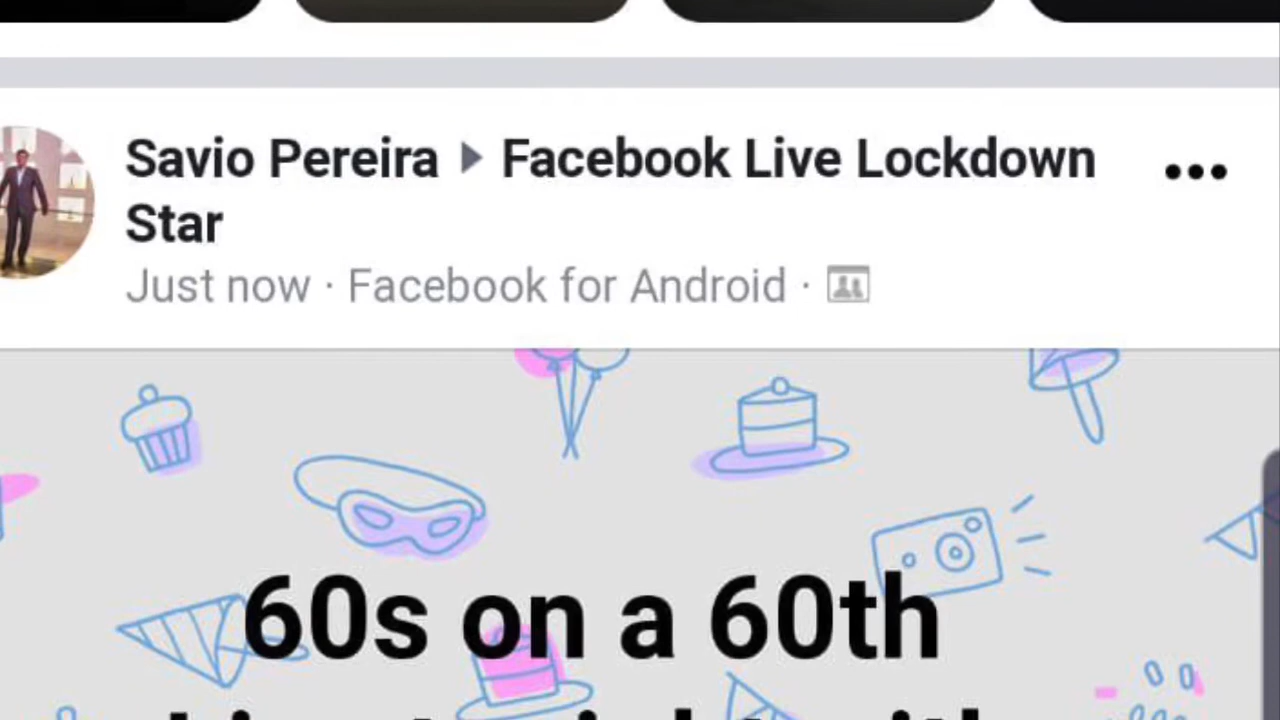 Savio Pereira ▶ Facebook Live Lockdown
Star
Just now · Facebook for Android ·
60s on a 60th